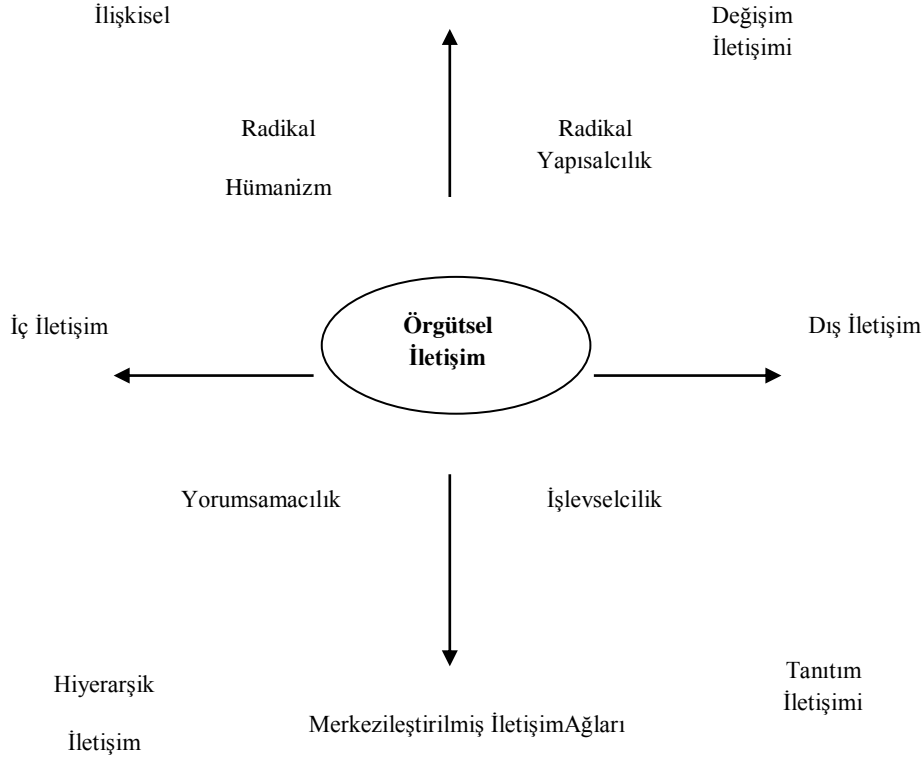 İlişkisel
Değişim
İletişimi
Radikal
Hümanizm
Radikal
Yapısalcılık
İç İletişim
Örgütsel
İletişim
Dış İletişim
Yorumsamacılık
İşlevselcilik
Hiyerarşik
İletişim
Merkezileştirilmiş İletişimAğları
Tanıtım
İletişimi